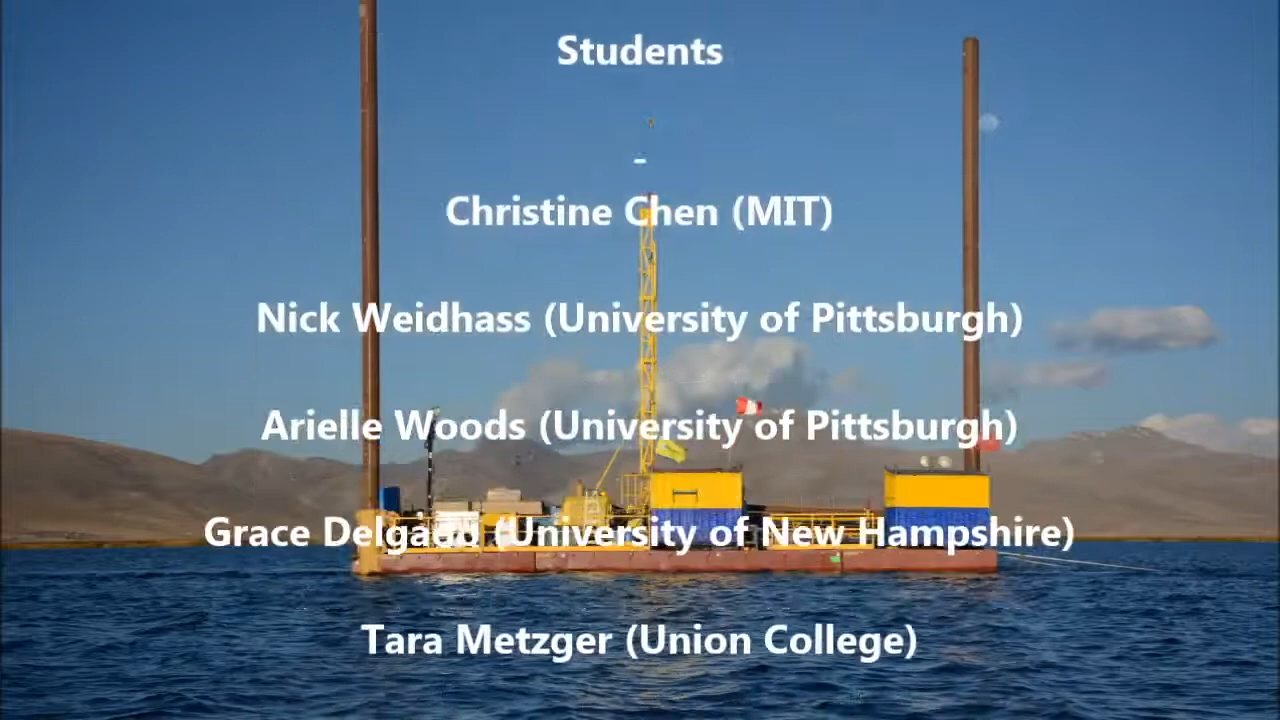 Students
Christine Chen (MIT)
Nick Weidhass (University of Pittsburgh)
Arielle Woods (University of Pittsburgh)
Grace Delgado (University of New Hampshire)
Tara Metzger (Union College)